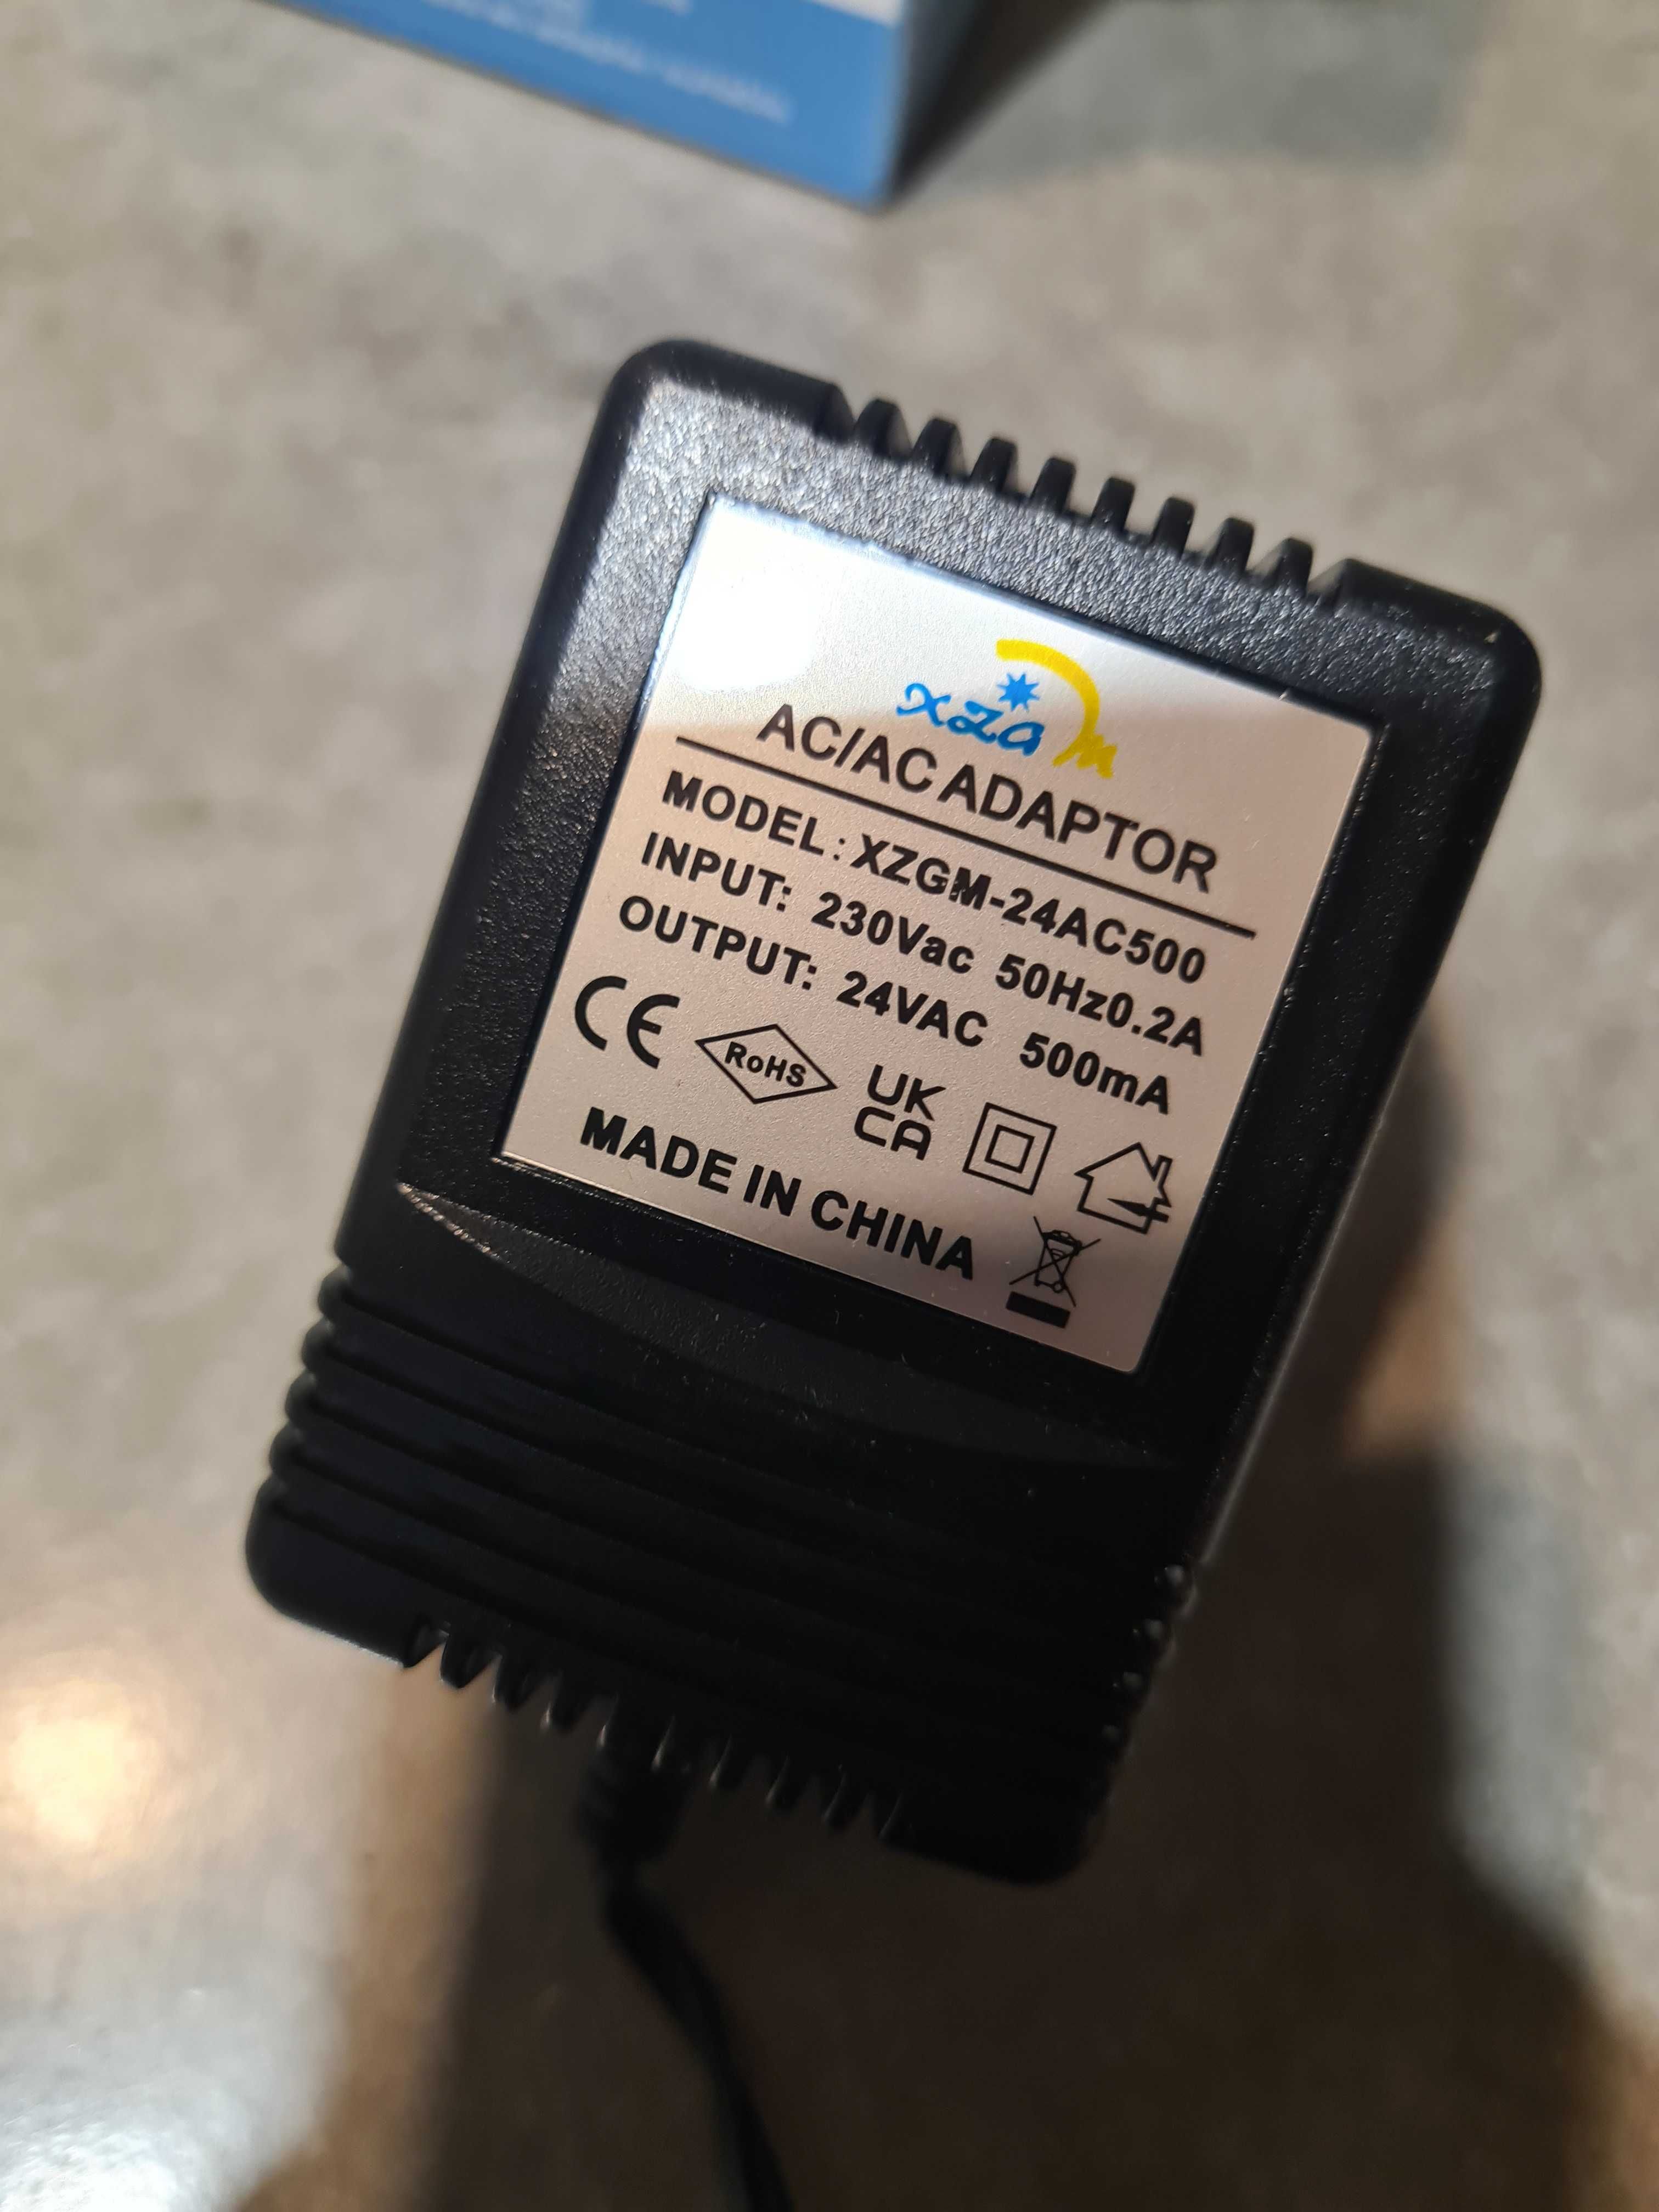 xzgm
AC/AC ADAPTOR
MODEL: XZGM-24AC500
INPUT: 230Vac 50Hz0.2A
OUTPUT: 24VAC 500mA
CE RoHS UK
CA
MADE IN CHINA